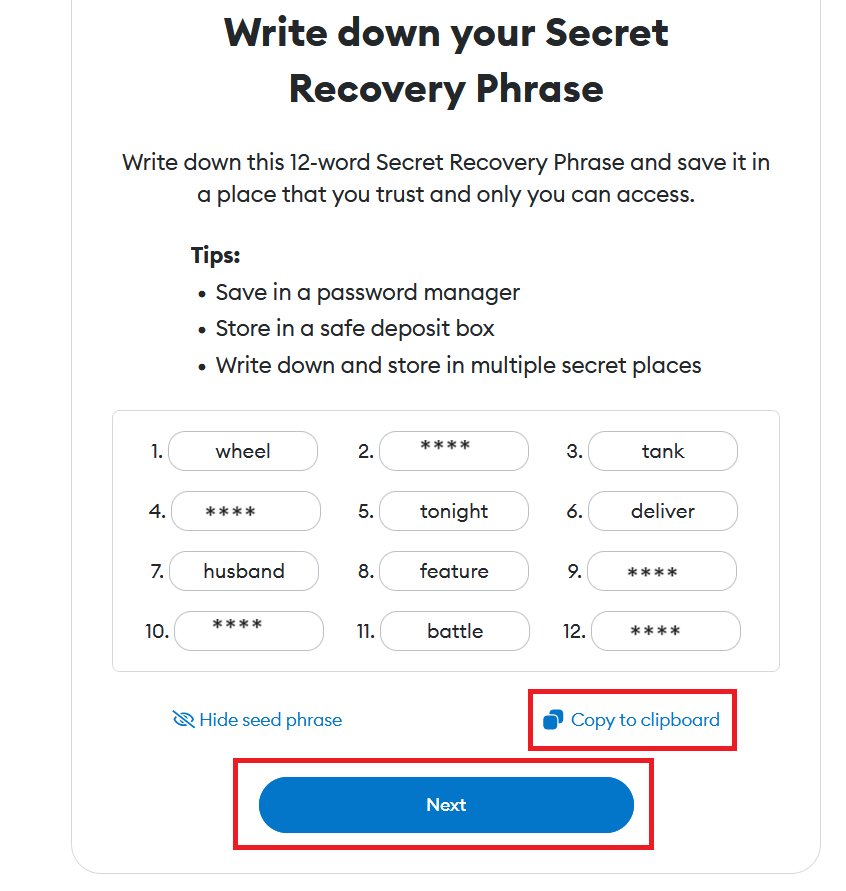 Write down your Secret
Recovery Phrase
Write down this 12-word Secret Recovery Phrase and save it in
a place that you trust and only you can access.
Tips:
• Save in a password manager
• Store in a safe deposit box
• Write down and store in multiple secret places
1. wheel 2. **** 3. tank
4. **** 5. tonight 6. deliver
7. husband 8. feature 9. ****
10. **** 11. battle 12. ****
Hide seed phrase Copy to clipboard
Next